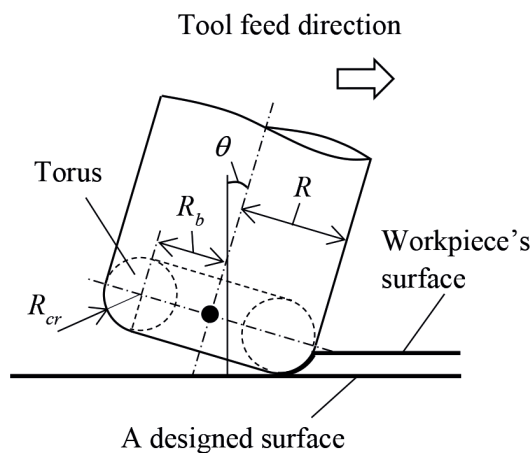 Tool feed direction
θ
R
Torus
R_b
Workpiece's
surface
R_cr
A designed surface